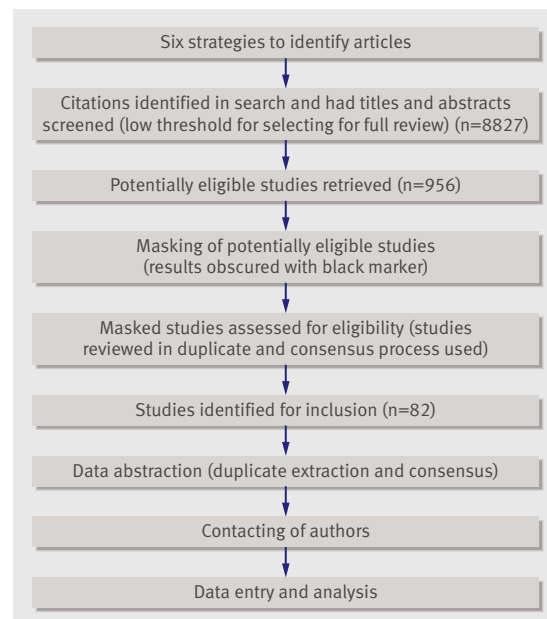 Six strategies to identify articles
Citations identified in search and had titles and abstracts
screened (low threshold for selecting for full review) (n=8827)
Potentially eligible studies retrieved (n=956)
Masking of potentially eligible studies
(results obscured with black marker)
Masked studies assessed for eligibility (studies
reviewed in duplicate and consensus process used)
Studies identified for inclusion (n=82)
Data abstraction (duplicate extraction and consensus)
Contacting of authors
Data entry and analysis